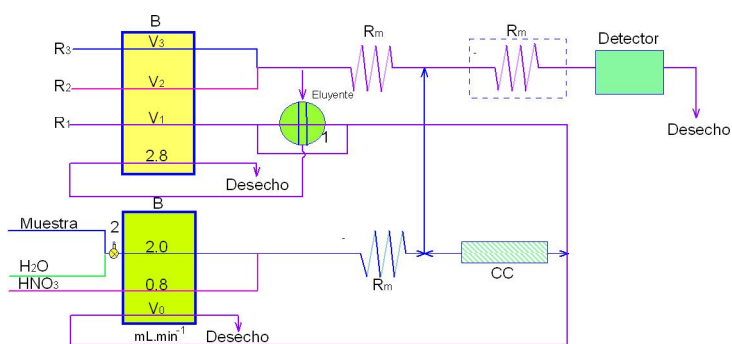 B
R3 V3
R2 V2
R1 V1
2.8
Desecho
Eluyente
1
Rm
Rm
Detector
Desecho
B
Muestra
2
2.0
H2O
HNO3
0.8
V0
Desecho
mL.min-1
Rm
CC